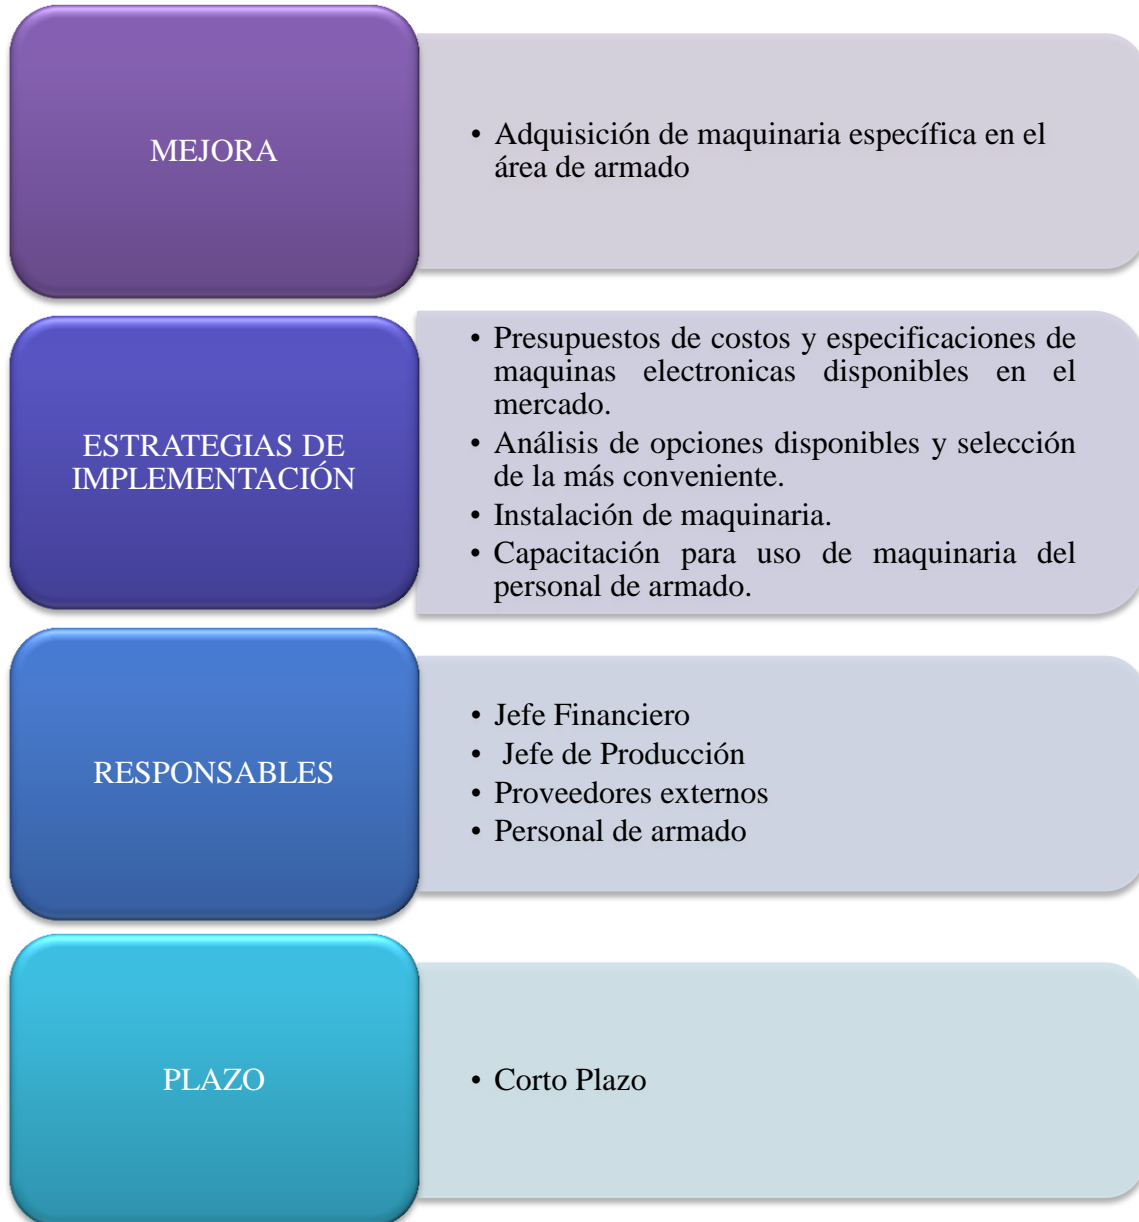 MEJORA
• Adquisición de maquinaria específica en el
área de armado
ESTRATEGIAS DE
IMPLEMENTACIÓN
• Presupuestos de costos y especificaciones de
maquinas electronicas disponibles en el
mercado.
• Análisis de opciones disponibles y selección
de la más conveniente.
• Instalación de maquinaria.
• Capacitación para uso de maquinaria del
personal de armado.
RESPONSABLES
• Jefe Financiero
• Jefe de Producción
• Proveedores externos
• Personal de armado
PLAZO
• Corto Plazo